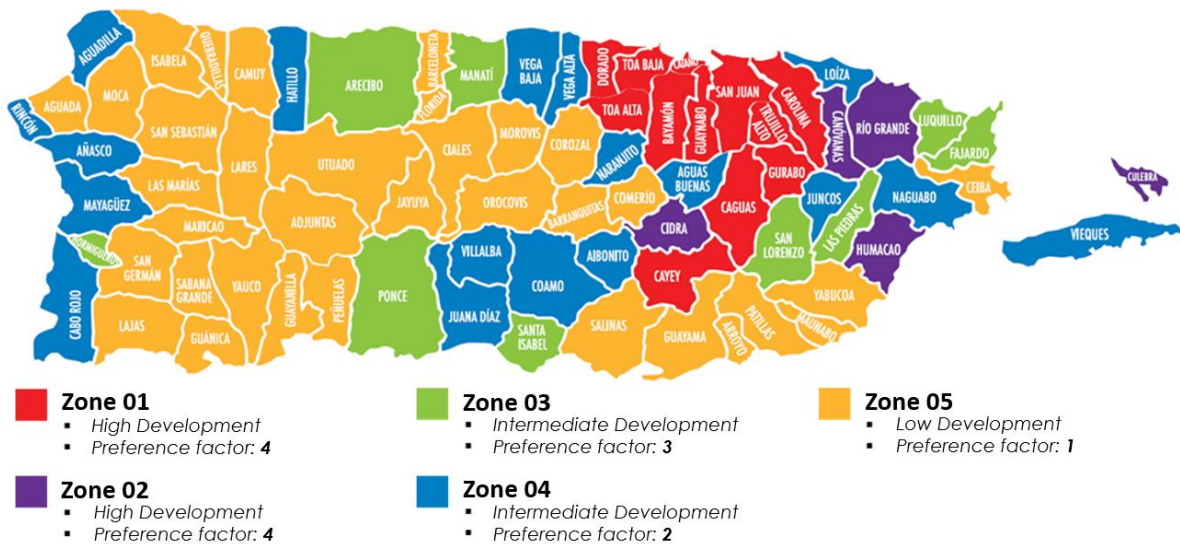 AGUADILLA
ISABELA
QUEBRADILLAS
CAMUY
HATILLO
ARECIBO
BARCELONETA
FLORIDA
MANATÍ
VEGA
BAJA
VEGA ALTA
DORADO
TOA BAJA
CATAÑO
TOA ALTA
BAYAMÓN
GUAYNABO
SAN JUAN
TRUJILLO
ALTO
CAROLINA
LOÍZA
CANÓVANAS
RÍO GRANDE
LUQUILLO
FAJARDO
CEIBA
CULEBRA
VIEQUES
RINCÓN
AGUADA
MOCA
SAN SEBASTIÁN
LARES
UTUADO
CIALES
MOROVIS
COROZAL
NARANJITO
AGUAS
BUENAS
GURABO
CAGUAS
JUNCOS
LAS PIEDRAS
NAGUABO
HUMACAO
AÑASCO
MAYAGÜEZ
LAS MARÍAS
MARICAO
ADJUNTAS
JAYUYA
OROCOVIS
BARRANQUITAS
COMERÍO
CIDRA
CAYEY
SAN
LORENZO
YABUCOA
HORMIGUERO
SAN
GERMÁN
SABANA
GRANDE
YAUCO
GUAYANILLA
PEÑUELAS
PONCE
VILLALBA
JUANA DÍAZ
COAMO
AIBONITO
SANTA
ISABEL
SALINAS
GUAYAMA
ARROYO
PATILLAS
MAUNABO
CABO ROJO
LAJAS
GUÁNICA
Zone 01
▪ High Development
▪ Preference factor: 4
Zone 03
▪ Intermediate Development
▪ Preference factor: 3
Zone 05
▪ Low Development
▪ Preference factor: 1
Zone 02
▪ High Development
▪ Preference factor: 4
Zone 04
▪ Intermediate Development
▪ Preference factor: 2